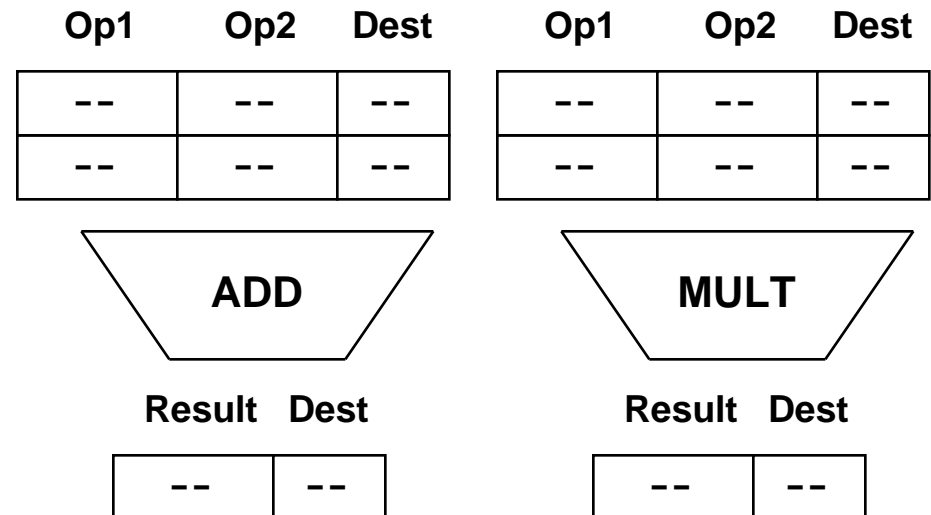 Op1 Op2 Dest Op1 Op2 Dest
-- -- -- -- -- --
-- -- -- -- -- --
ADD MULT
Result Dest Result Dest
-- -- -- --